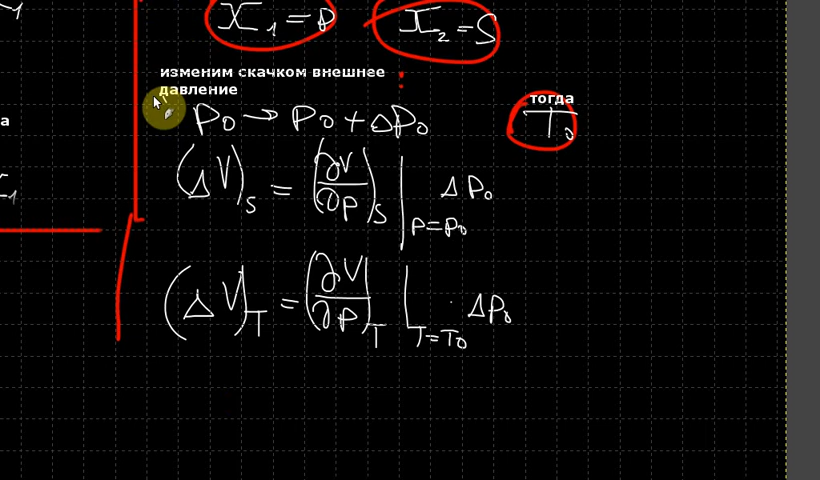 X₁ = P
X₂ = S
изменим скачком внешнее
давление
:
тогда
P₀ → P₀ + ΔP₀
T₀
(ΔV)_S = (∂V/∂P)_S |_{P=P₀} ΔP₀
(ΔV)_T = (∂V/∂P)_T |_{T=T₀} · ΔP₀
а